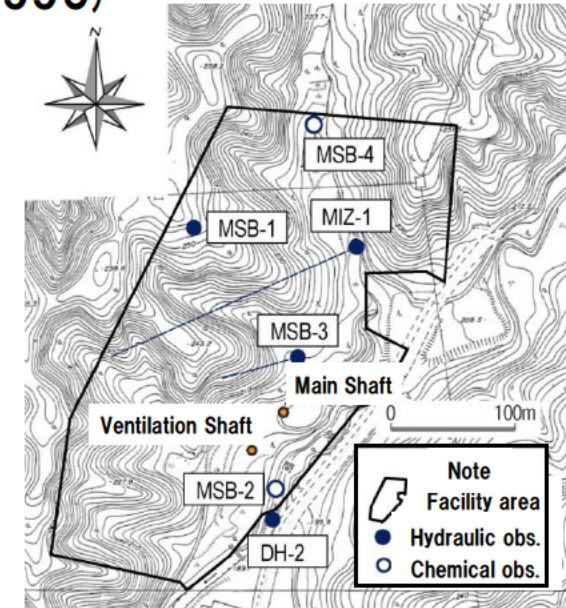 N
MSB-4
MSB-1
MIZ-1
MSB-3
Main Shaft
Ventilation Shaft
0 100m
MSB-2
DH-2
Note
Facility area
Hydraulic obs.
Chemical obs.